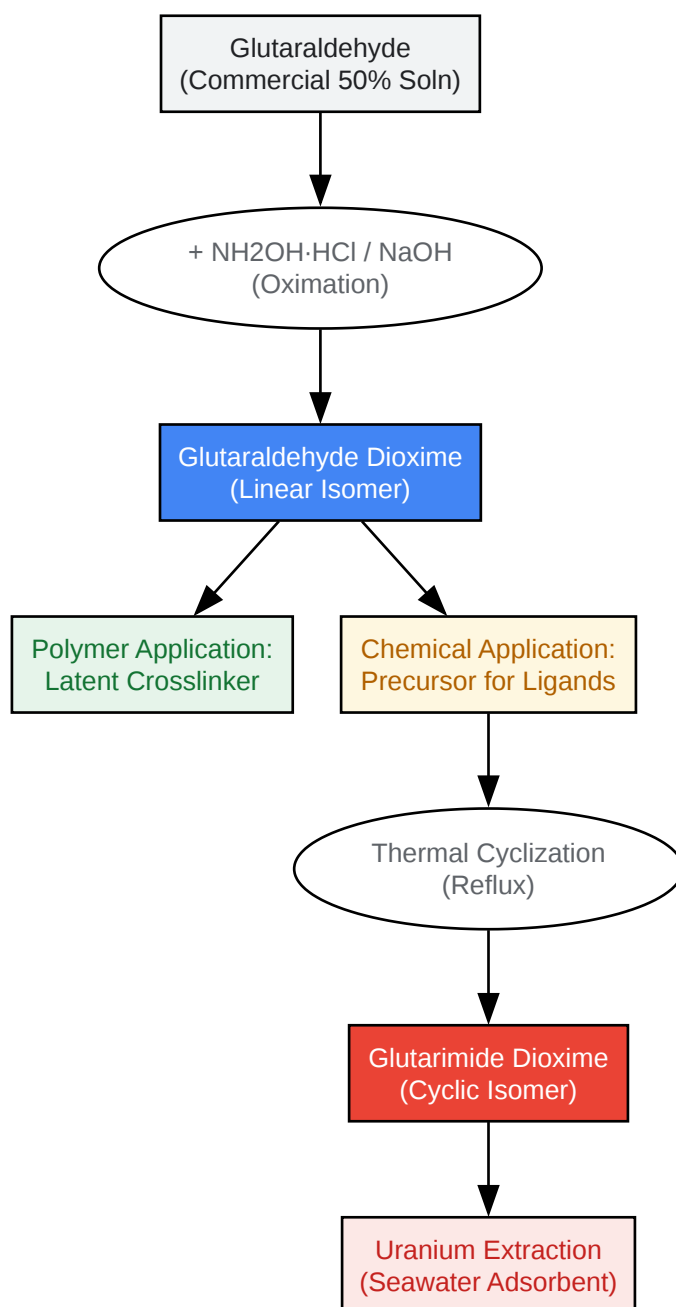 Glutaraldehyde
(Commercial 50% Soln)
+ NH2OH·HCl / NaOH
(Oximation)
Glutaraldehyde Dioxime
(Linear Isomer)
Polymer Application:
Latent Crosslinker
Chemical Application:
Precursor for Ligands
Thermal Cyclization
(Reflux)
Glutarimide Dioxime
(Cyclic Isomer)
Uranium Extraction
(Seawater Adsorbent)